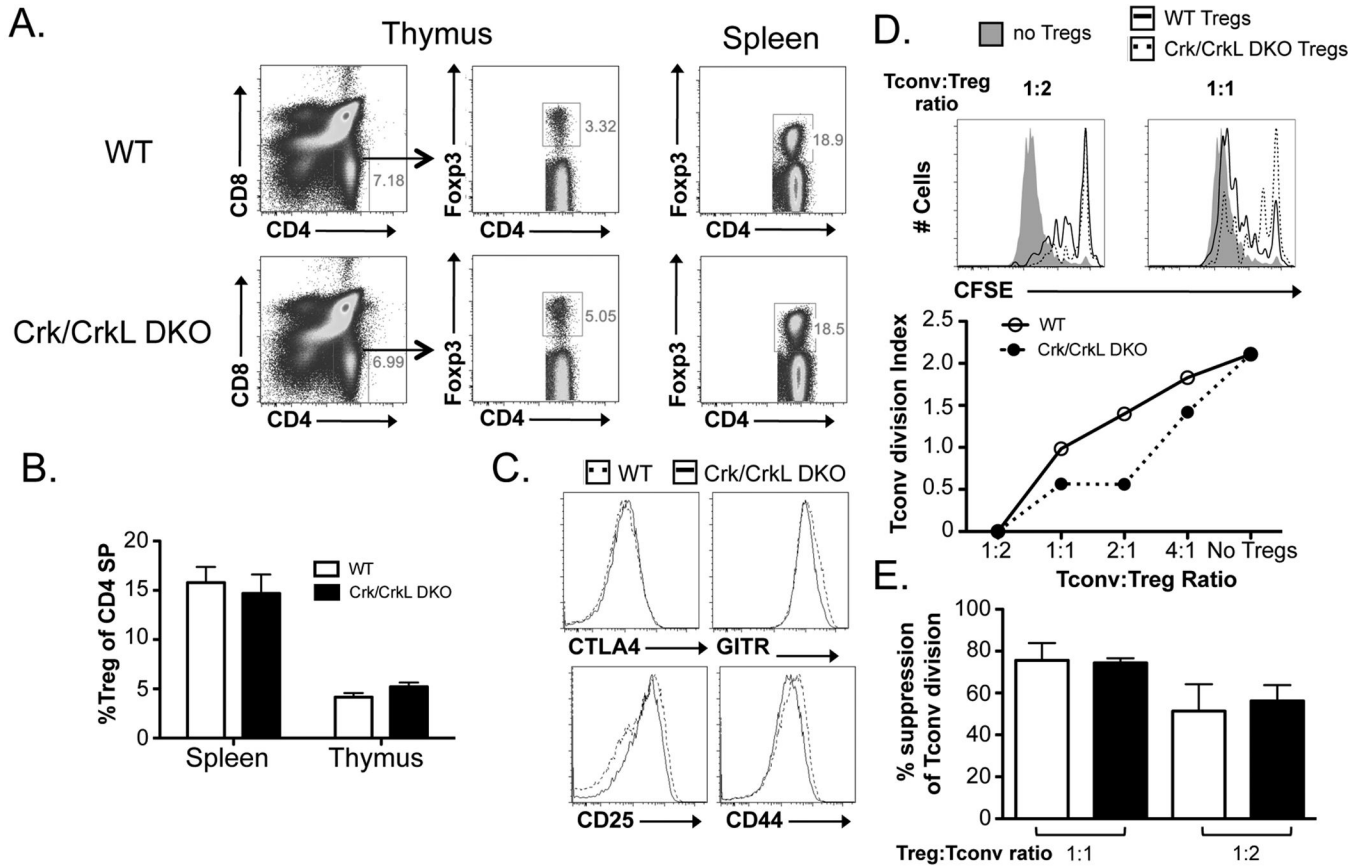 A.
Thymus
Spleen
WT
CD8
7.18
CD4
Foxp3
3.32
CD4
Foxp3
18.9
CD4
Crk/CrkL DKO
CD8
6.99
CD4
Foxp3
5.05
CD4
Foxp3
18.5
CD4
B.
%Treg of CD4 SP
20
15
10
5
0
WT
Crk/CrkL DKO
Spleen
Thymus
C.
WT
Crk/CrkL DKO
CTLA4
GITR
CD25
CD44
D.
no Tregs
WT Tregs
Crk/CrkL DKO Tregs
Tconv:Treg
ratio
1:2
1:1
# Cells
CFSE
Tconv division Index
2.5
2.0
1.5
1.0
0.5
0
WT
Crk/CrkL DKO
1:2
1:1
2:1
4:1
No Tregs
Tconv:Treg Ratio
E.
% suppression
of Tconv division
100
80
60
40
20
0
Treg:Tconv ratio
1:1
1:2